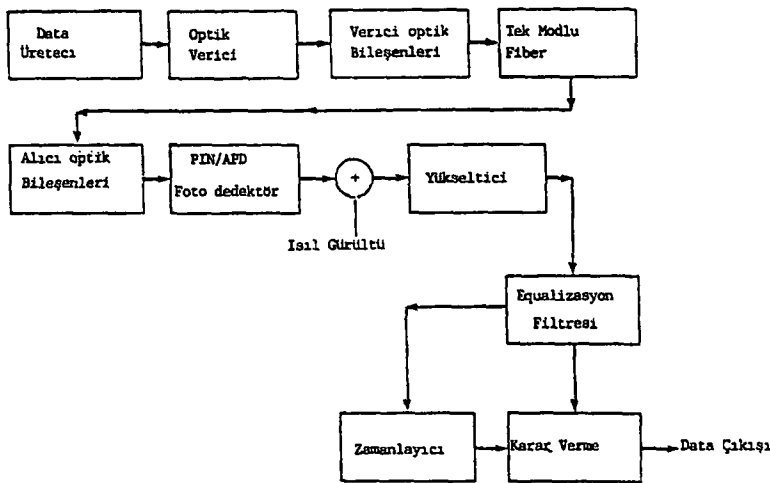 Data
Üreteci
Optik
Verici
Verici optik
Bileşenleri
Tek Modlu
Fiber
Alıcı optik
Bileşenleri
PIN/APD
Foto dedektör
+
Yükseltici
Isıl Gürültü
Equalizasyon
Filtresi
Zamanlayıcı
Karar Verme
Data Çıkışı